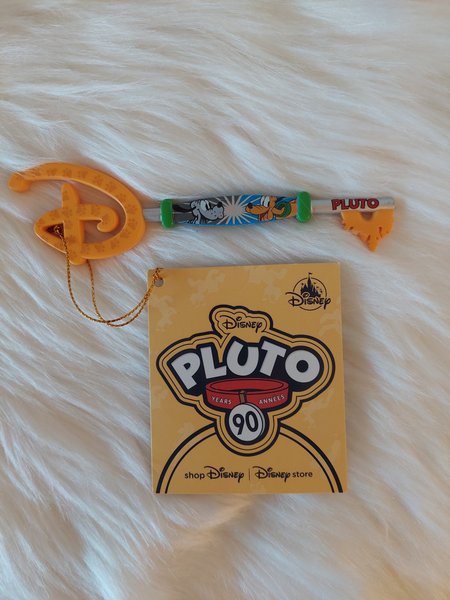 PLUTO
Disney
Disney
PLUTO
YEARS ANNÉES
90
shop Disney | Disney store